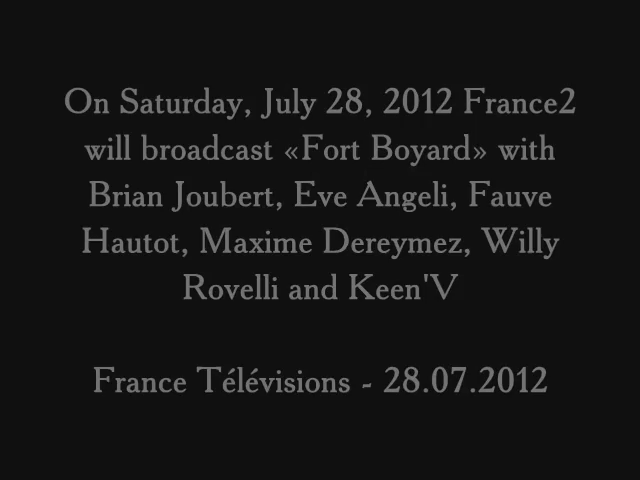 On Saturday, July 28, 2012 France2
will broadcast «Fort Boyard» with
Brian Joubert, Eve Angeli, Fauve
Hautot, Maxime Dereymez, Willy
Rovelli and Keen'V
France Télévisions - 28.07.2012